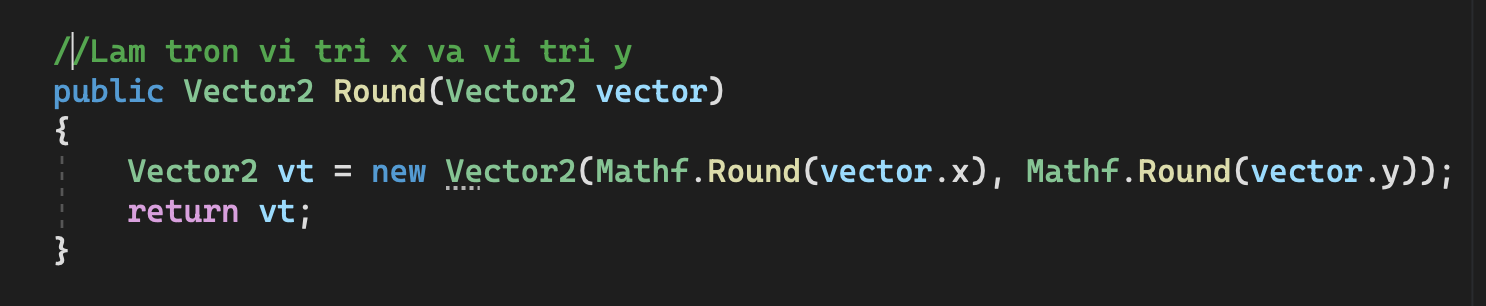 //Lam tron vi tri x va vi tri y
public Vector2 Round(Vector2 vector)
{
    Vector2 vt = new Vector2(Mathf.Round(vector.x), Mathf.Round(vector.y));
    return vt;
}